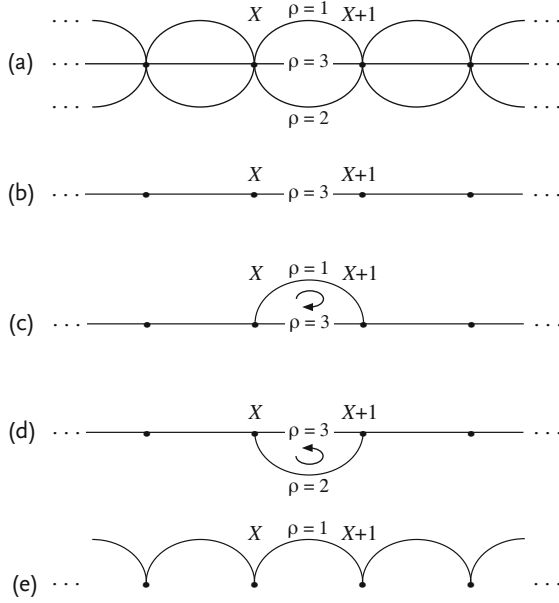 X ρ = 1 X+1
. . . . . .
(a) . . . ρ = 3 . . .
. . . . . .
ρ = 2
X X+1
(b) . . . ρ = 3 . . .
X ρ = 1 X+1
(c) . . . ρ = 3 . . .
X X+1
(d) . . . ρ = 3 . . .
ρ = 2
X ρ = 1 X+1
(e) . . . . . .